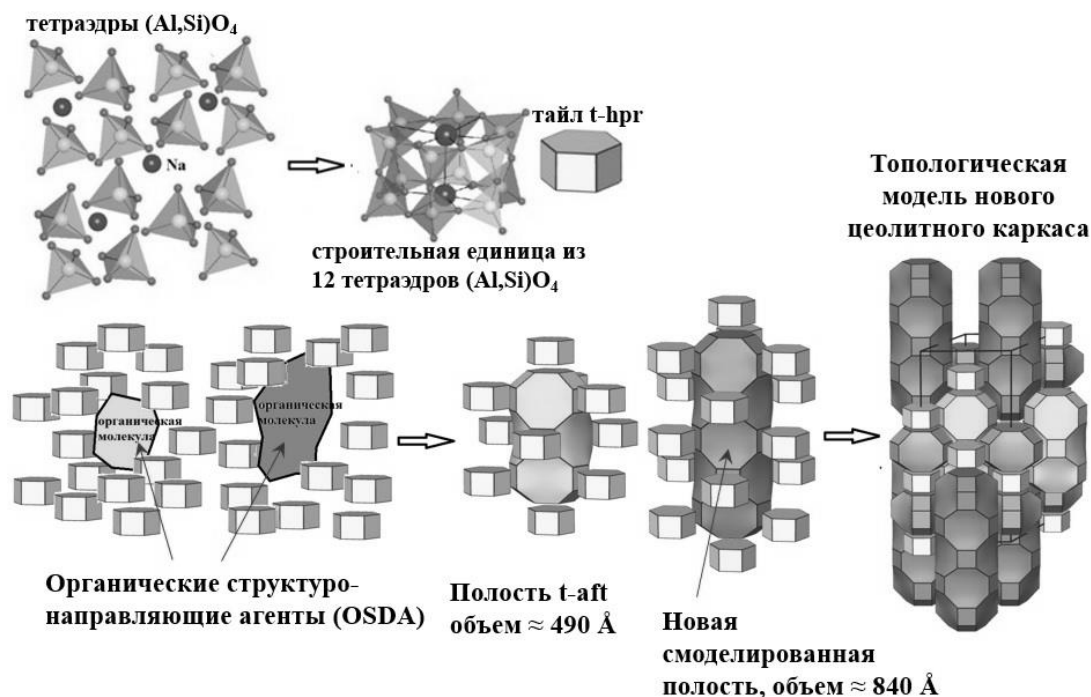 тетраэдры (Al,Si)O₄
Na
тайл t-hpr
строительная единица из
12 тетраэдров (Al,Si)O₄
Топологическая
модель нового
цеолитного каркаса
органическая
молекула
органическая
молекула
Органические структуро-
направляющие агенты (OSDA)
Полость t-aft
объем ≈ 490 Å
Новая
смоделированная
полость, объем ≈ 840 Å